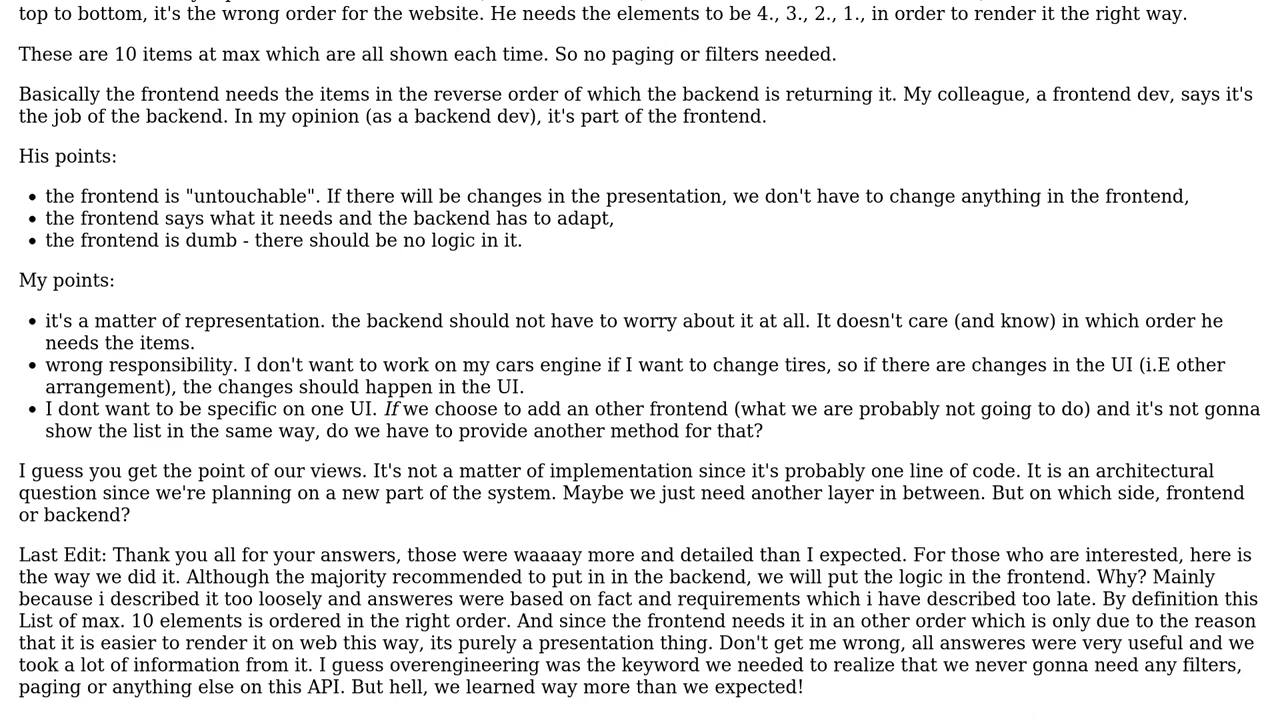 top to bottom, it's the wrong order for the website. He needs the elements to be 4., 3., 2., 1., in order to render it the right way.
These are 10 items at max which are all shown each time. So no paging or filters needed.
Basically the frontend needs the items in the reverse order of which the backend is returning it. My colleague, a frontend dev, says it's
the job of the backend. In my opinion (as a backend dev), it's part of the frontend.
His points:
• the frontend is "untouchable". If there will be changes in the presentation, we don't have to change anything in the frontend,
• the frontend says what it needs and the backend has to adapt,
• the frontend is dumb - there should be no logic in it.
My points:
• it's a matter of representation. the backend should not have to worry about it at all. It doesn't care (and know) in which order he
needs the items.
• wrong responsibility. I don't want to work on my cars engine if I want to change tires, so if there are changes in the UI (i.E other
arrangement), the changes should happen in the UI.
• I dont want to be specific on one UI. If we choose to add an other frontend (what we are probably not going to do) and it's not gonna
show the list in the same way, do we have to provide another method for that?
I guess you get the point of our views. It's not a matter of implementation since it's probably one line of code. It is an architectural
question since we're planning on a new part of the system. Maybe we just need another layer in between. But on which side, frontend
or backend?
Last Edit: Thank you all for your answers, those were waaaay more and detailed than I expected. For those who are interested, here is
the way we did it. Although the majority recommended to put in in the backend, we will put the logic in the frontend. Why? Mainly
because i described it too loosely and answeres were based on fact and requirements which i have described too late. By definition this
List of max. 10 elements is ordered in the right order. And since the frontend needs it in an other order which is only due to the reason
that it is easier to render it on web this way, its purely a presentation thing. Don't get me wrong, all answeres were very useful and we
took a lot of information from it. I guess overengineering was the keyword we needed to realize that we never gonna need any filters,
paging or anything else on this API. But hell, we learned way more than we expected!